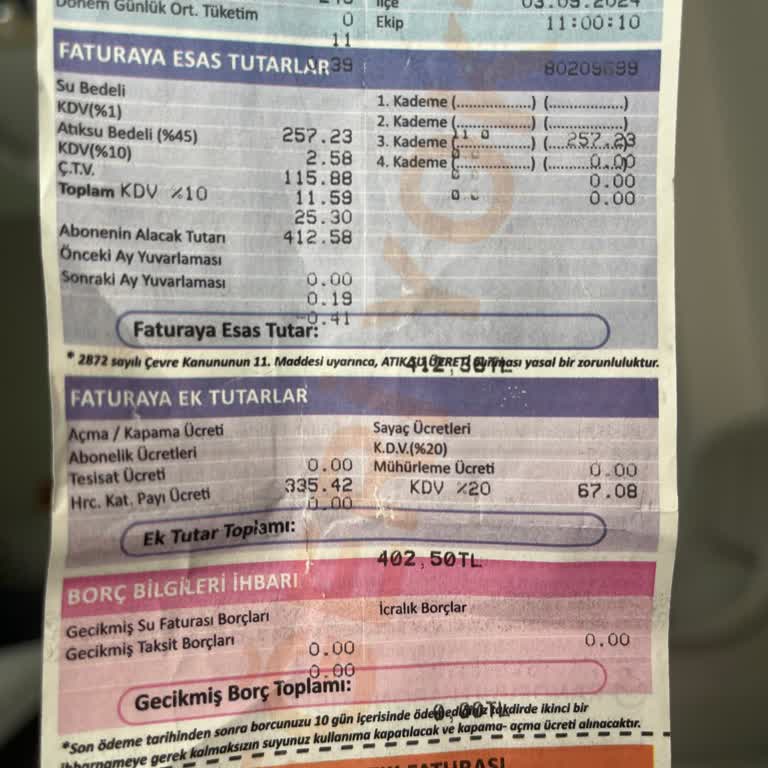 Dönem Günlük Ort. Tüketim
0
Ekip 11:00:10
11
FATURAYA ESAS TUTARLAR 39 80209699
Su Bedeli 1. Kademe (..................) (..................)
KDV(%1) 2. Kademe (..................) (..................)
Atıksu Bedeli (%45) 257.23 3. Kademe (..................) (..................) 257.23
KDV(%10) 2.58 4. Kademe (..................) (..................) 0.00
Ç.T.V. 115.88 0.00
Toplam KDV %10 11.59 0.00
25.30
Abonenin Alacak Tutarı 412.58
Önceki Ay Yuvarlaması
Sonraki Ay Yuvarlaması 0.00
0.19
-0.41
Faturaya Esas Tutar:
* 2872 sayılı Çevre Kanununun 11. Maddesi uyarınca, yasal bir zorunluluktur.
FATURAYA EK TUTARLAR
Açma / Kapama Ücreti Sayaç Ücretleri
Abonelik Ücretleri K.D.V.(%20)
Tesisat Ücreti 0.00 Mühürleme Ücreti 0.00
Hrc. Kat. Payı Ücreti 335.42 KDV %20 67.08
0.00
Ek Tutar Toplamı:
402,50TL
BORÇ BİLGİLERİ İHBARI
Gecikmiş Su Faturası Borçları İcralık Borçlar
Gecikmiş Taksit Borçları 0.00 0.00
0.00
Gecikmiş Borç Toplamı:
0,00TL
*Son ödeme tarihinden sonra borcunuzu 10 gün içerisinde takdirde ikinci bir
ihbarnameye gerek kalmaksızın suyunuz kullanıma kapatılacak ve kapama- açma ücreti alınacaktır.